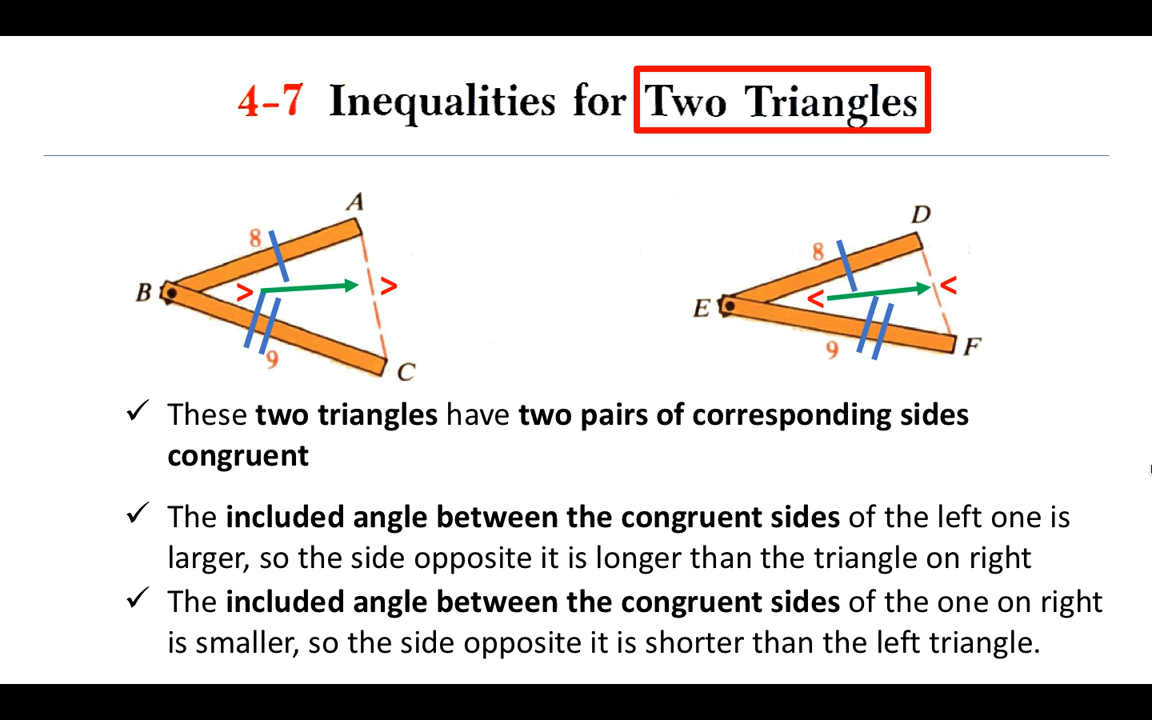 4-7 Inequalities for Two Triangles
A
8
B
>
>
9
C
D
8
E
<
<
9
F
✓ These two triangles have two pairs of corresponding sides
congruent
✓ The included angle between the congruent sides of the left one is
larger, so the side opposite it is longer than the triangle on right
✓ The included angle between the congruent sides of the one on right
is smaller, so the side opposite it is shorter than the left triangle.